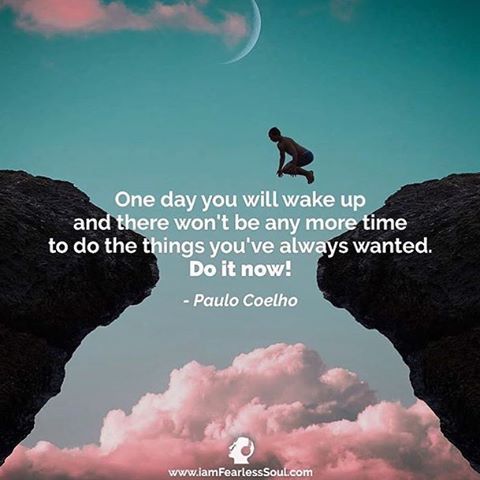 One day you will wake up
and there won't be any more time
to do the things you've always wanted.
Do it now!
- Paulo Coelho
www.iamFearlessSoul.com